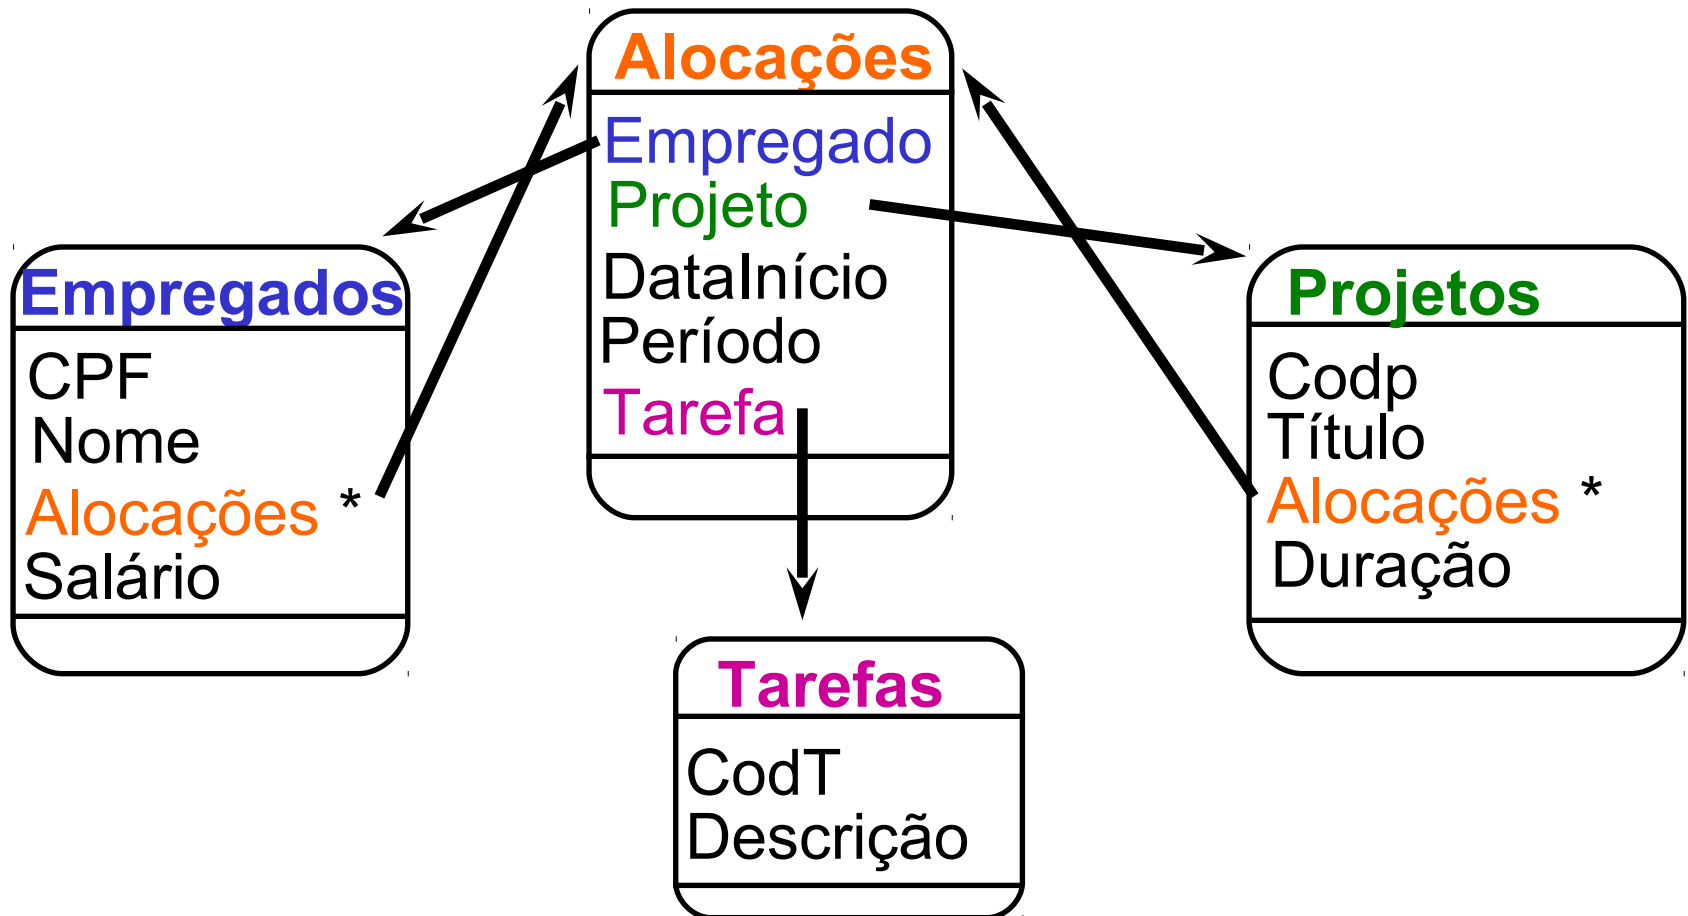 Alocações
Empregado
Projeto
DataInício
Período
Tarefa
Empregados
CPF
Nome
Alocações *
Salário
Projetos
Codp
Título
Alocações *
Duração
Tarefas
CodT
Descrição